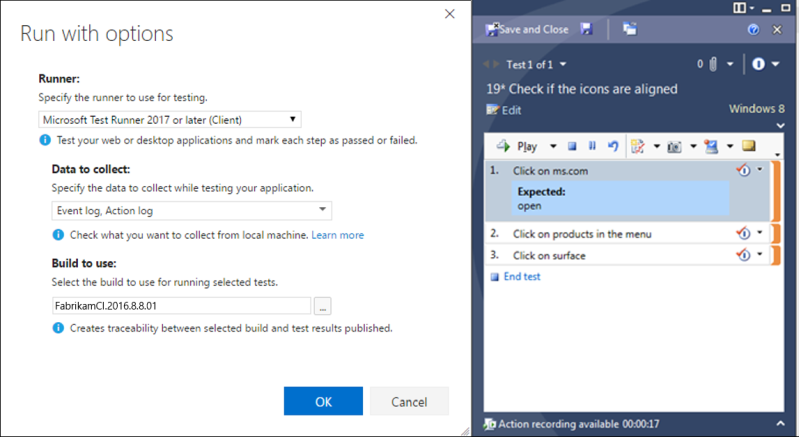 Run with options
Runner:
Specify the runner to use for testing.
Microsoft Test Runner 2017 or later (Client)
Test your web or desktop applications and mark each step as passed or failed.
Data to collect:
Specify the data to collect while testing your application.
Event log, Action log
Check what you want to collect from local machine. Learn more
Build to use:
Select the build to use for running selected tests.
FabrikamCI.2016.8.8.01
...
Creates traceability between selected build and test results published.
OK
Cancel
Save and Close
Test 1 of 1
0
19* Check if the icons are aligned
Edit
Windows 8
Play
1. Click on ms.com
Expected:
open
2. Click on products in the menu
3. Click on surface
End test
Action recording available 00:00:17